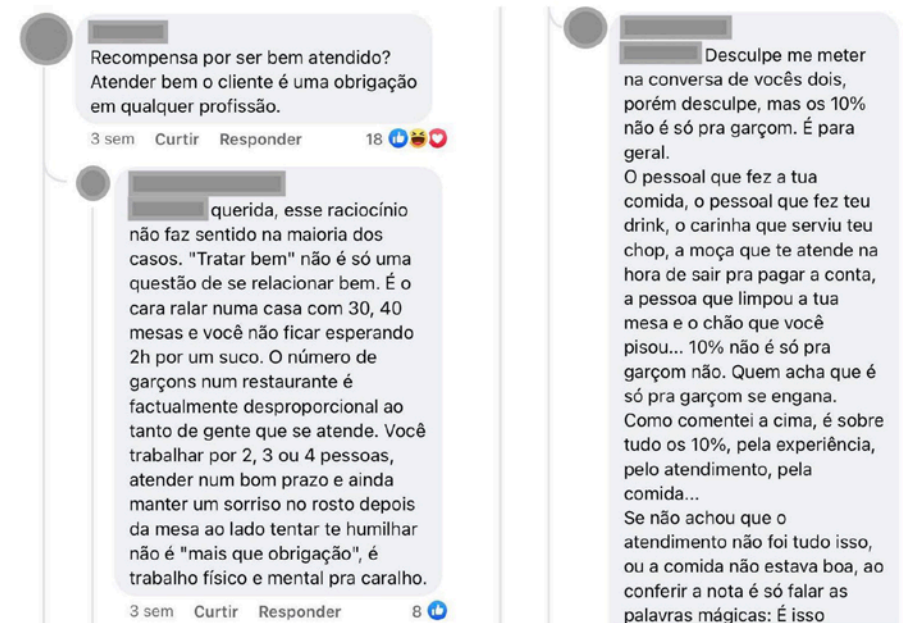 Recompensa por ser bem atendido?
Atender bem o cliente é uma obrigação
em qualquer profissão.
3 sem Curtir Responder 18
querida, esse raciocínio
não faz sentido na maioria dos
casos. "Tratar bem" não é só uma
questão de se relacionar bem. É o
cara ralar numa casa com 30, 40
mesas e você não ficar esperando
2h por um suco. O número de
garçons num restaurante é
factualmente desproporcional ao
tanto de gente que se atende. Você
trabalhar por 2, 3 ou 4 pessoas,
atender num bom prazo e ainda
manter um sorriso no rosto depois
da mesa ao lado tentar te humilhar
não é "mais que obrigação", é
trabalho físico e mental pra caralho.
3 sem Curtir Responder 8
Desculpe me meter
na conversa de vocês dois,
porém desculpe, mas os 10%
não é só pra garçom. É para
geral.
O pessoal que fez a tua
comida, o pessoal que fez teu
drink, o carinha que serviu teu
chop, a moça que te atende na
hora de sair pra pagar a conta,
a pessoa que limpou a tua
mesa e o chão que você
pisou... 10% não é só pra
garçom não. Quem acha que é
só pra garçom se engana.
Como comentei a cima, é sobre
tudo os 10%, pela experiência,
pelo atendimento, pela
comida...
Se não achou que o
atendimento não foi tudo isso,
ou a comida não estava boa, ao
conferir a nota é só falar as
palavras mágicas: É isso